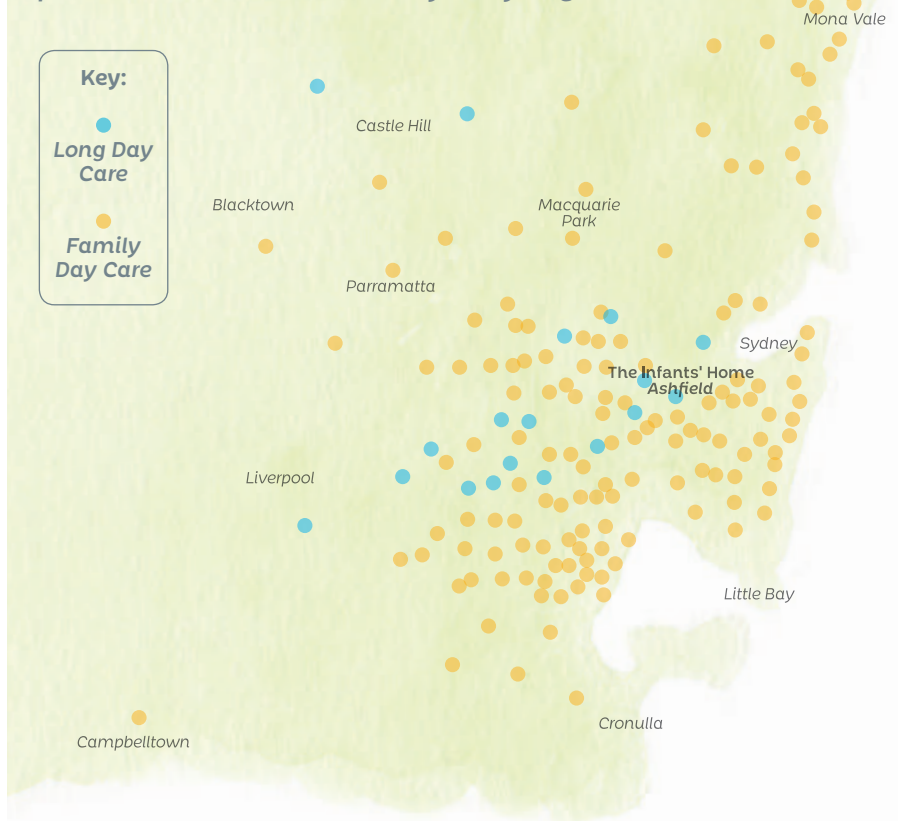 Mona Vale
Key:
Long Day
Care
Family
Day Care
Castle Hill
Blacktown
Macquarie
Park
Parramatta
Sydney
The Infants' Home
Ashfield
Liverpool
Little Bay
Cronulla
Campbelltown